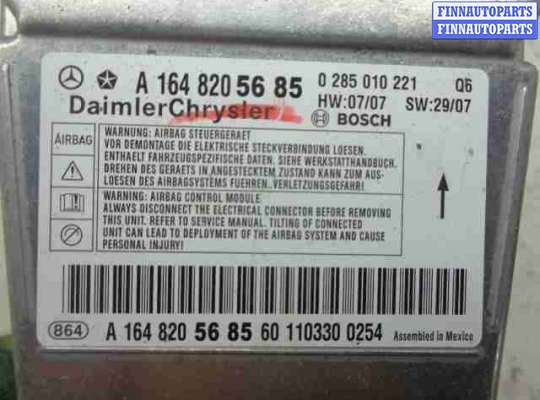 FINNAUTOPARTS
FINNAUTOPARTS
A 164 820 56 85 0 285 010 221 Q6
HW:07/07 SW:29/07
DaimlerChrysler BOSCH
AIRBAG
WARNUNG: AIRBAG STEUERGERAET
VOR DEMONTAGE DIE ELEKTRISCHE STECKVERBINDUNG LOESEN.
ENTHAELT FAHRZEUGSPEZIFISCHE DATEN. SIEHE WERKSTATTHANDBUCH.
DREHEN DES GERAETS IN ANGESTECKTEM ZUSTAND KANN ZUM AUS-
LOESEN DES AIRBAGSYSTEMS FUEHREN. VERLETZUNGSGEFAHR!
WARNING: AIRBAG CONTROL MODULE
ALWAYS DISCONNECT THE ELECTRICAL CONNECTOR BEFORE REMOVING
THIS UNIT. REFER TO SERVICE MANUAL. TILTING OF CONNECTED
UNIT CAN LEAD TO DEPLOYMENT OF THE AIRBAG SYSTEM AND CAUSE
PERSONAL INJURY!
864 A 164 820 56 85 60 110330 0254 Assembled in Mexico